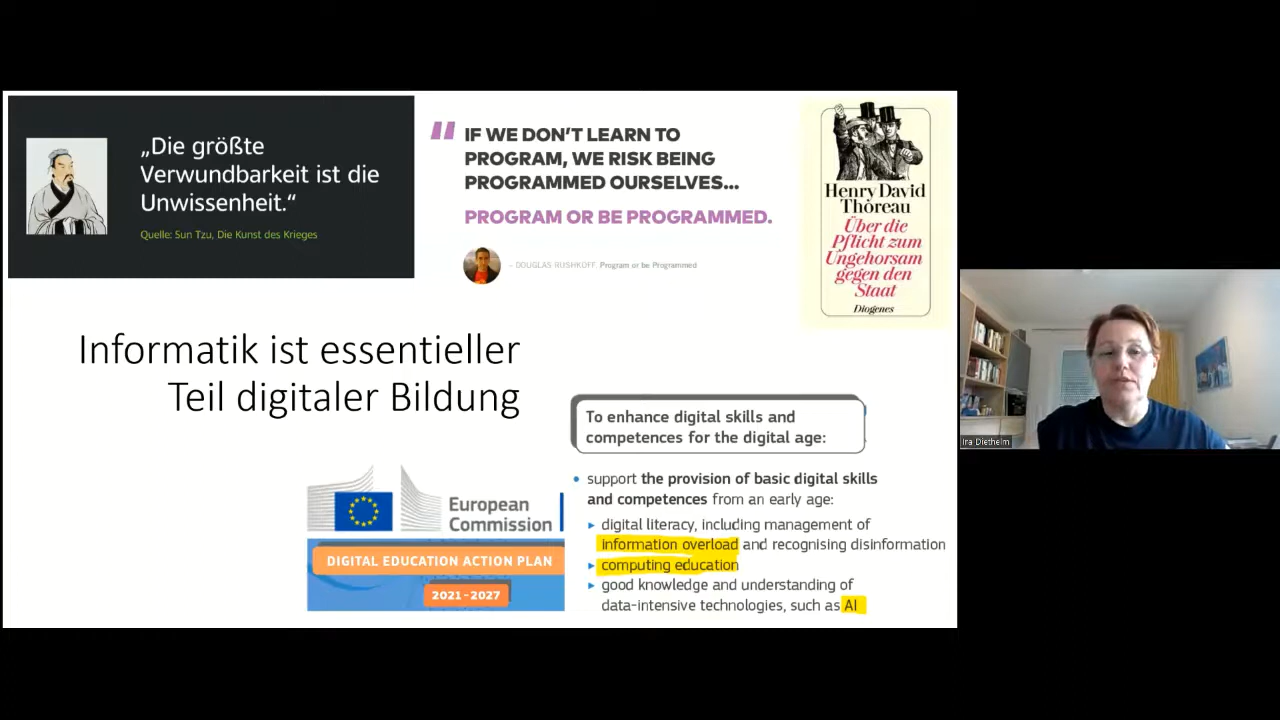 „Die größte
Verwundbarkeit ist die
Unwissenheit.“
Quelle: Sun Tzu, Die Kunst des Krieges
" IF WE DON'T LEARN TO
PROGRAM, WE RISK BEING
PROGRAMMED OURSELVES...
PROGRAM OR BE PROGRAMMED.
– DOUGLAS RUSHKOFF, Program or be Programmed
Henry David
Thoreau
Über die
Pflicht zum
Ungehorsam
gegen den
Staat
Diogenes
Informatik ist essentieller
Teil digitaler Bildung
European
Commission
DIGITAL EDUCATION ACTION PLAN
2021-2027
To enhance digital skills and
competences for the digital age:
• support the provision of basic digital skills
and competences from an early age:
▸ digital literacy, including management of
information overload and recognising disinformation
▸ computing education
▸ good knowledge and understanding of
data-intensive technologies, such as AI
Ira Diethelm